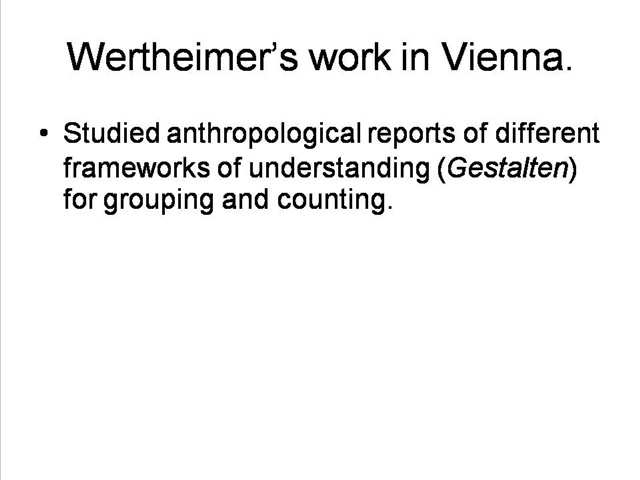 Wertheimer's work in Vienna.
• Studied anthropological reports of different
frameworks of understanding (Gestalten)
for grouping and counting.